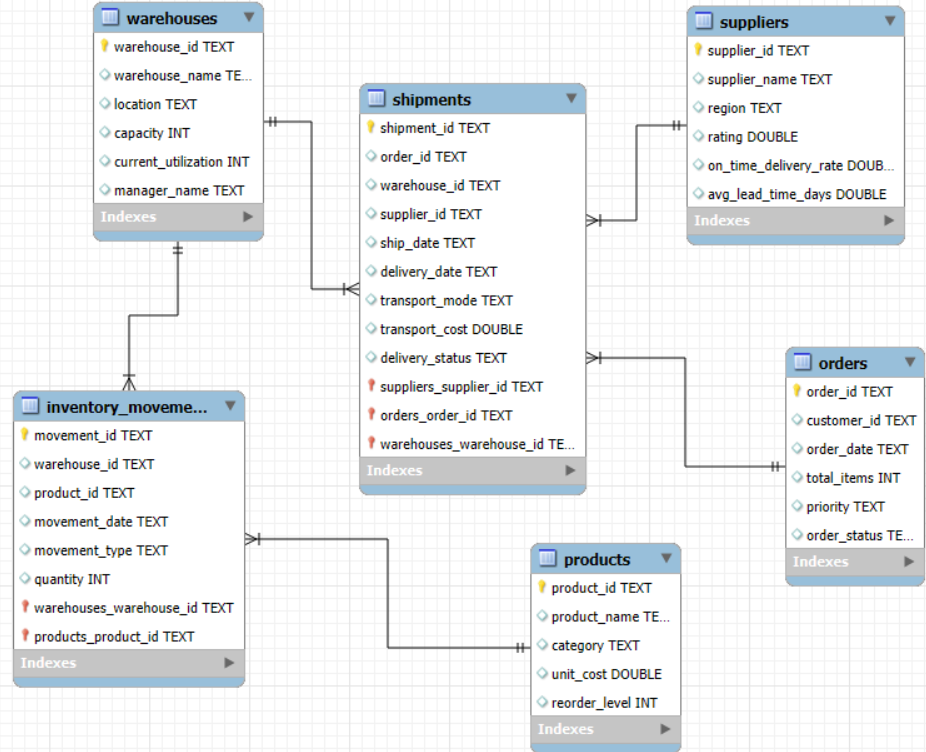 warehouses
warehouse_id TEXT
warehouse_name TE...
location TEXT
capacity INT
current_utilization INT
manager_name TEXT
Indexes
shipments
shipment_id TEXT
order_id TEXT
warehouse_id TEXT
supplier_id TEXT
ship_date TEXT
delivery_date TEXT
transport_mode TEXT
transport_cost DOUBLE
delivery_status TEXT
suppliers_supplier_id TEXT
orders_order_id TEXT
warehouses_warehouse_id TE...
Indexes
suppliers
supplier_id TEXT
supplier_name TEXT
region TEXT
rating DOUBLE
on_time_delivery_rate DOUB...
avg_lead_time_days DOUBLE
Indexes
inventory_moveme...
movement_id TEXT
warehouse_id TEXT
product_id TEXT
movement_date TEXT
movement_type TEXT
quantity INT
warehouses_warehouse_id TEXT
products_product_id TEXT
Indexes
products
product_id TEXT
product_name TE...
category TEXT
unit_cost DOUBLE
reorder_level INT
Indexes
orders
order_id TEXT
customer_id TEXT
order_date TEXT
total_items INT
priority TEXT
order_status TE...
Indexes